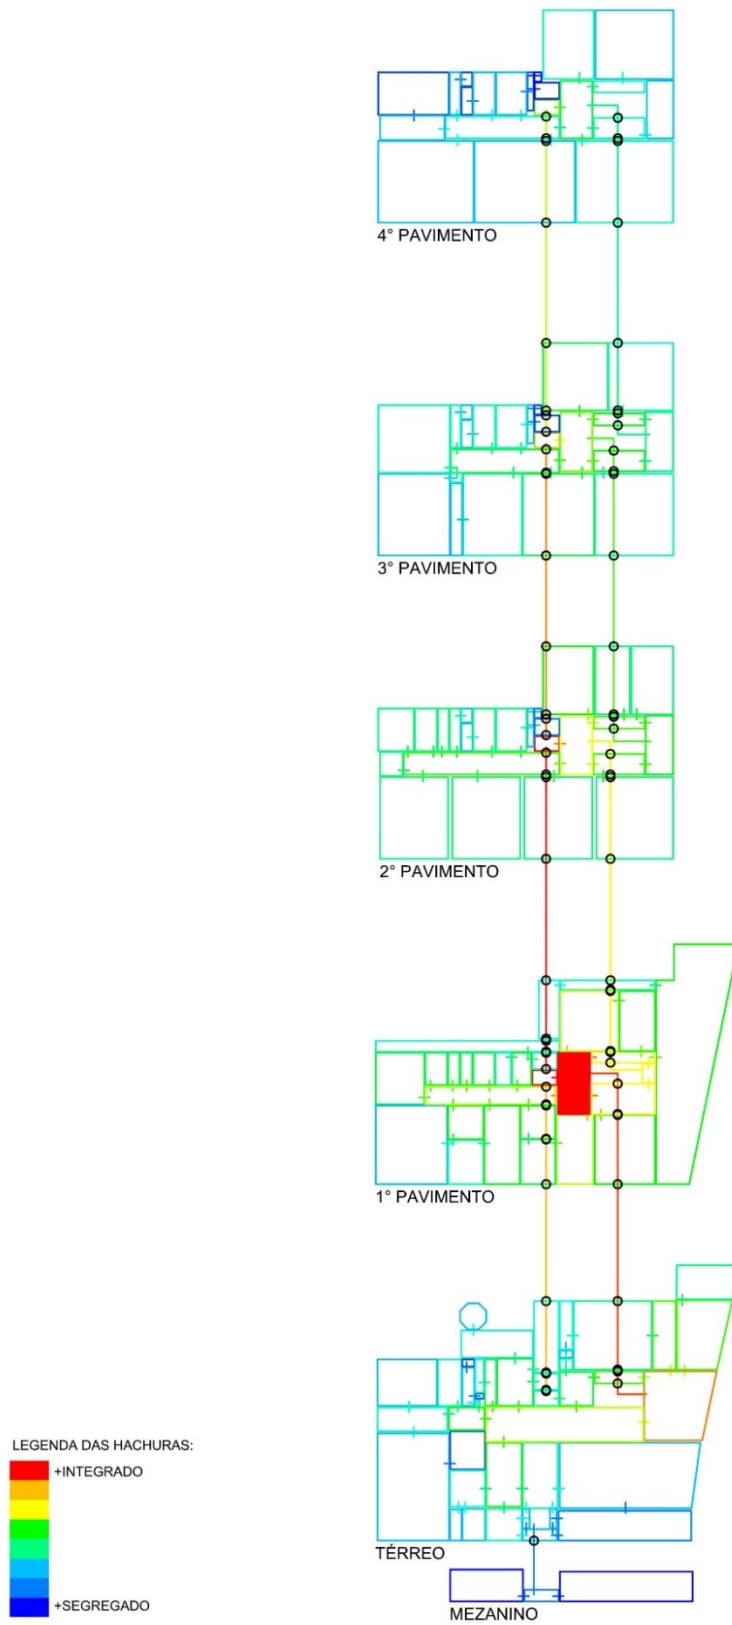 4° PAVIMENTO
3° PAVIMENTO
2° PAVIMENTO
1° PAVIMENTO
LEGENDA DAS HACHURAS:
+INTEGRADO
+SEGREGADO
TÉRREO
MEZANINO